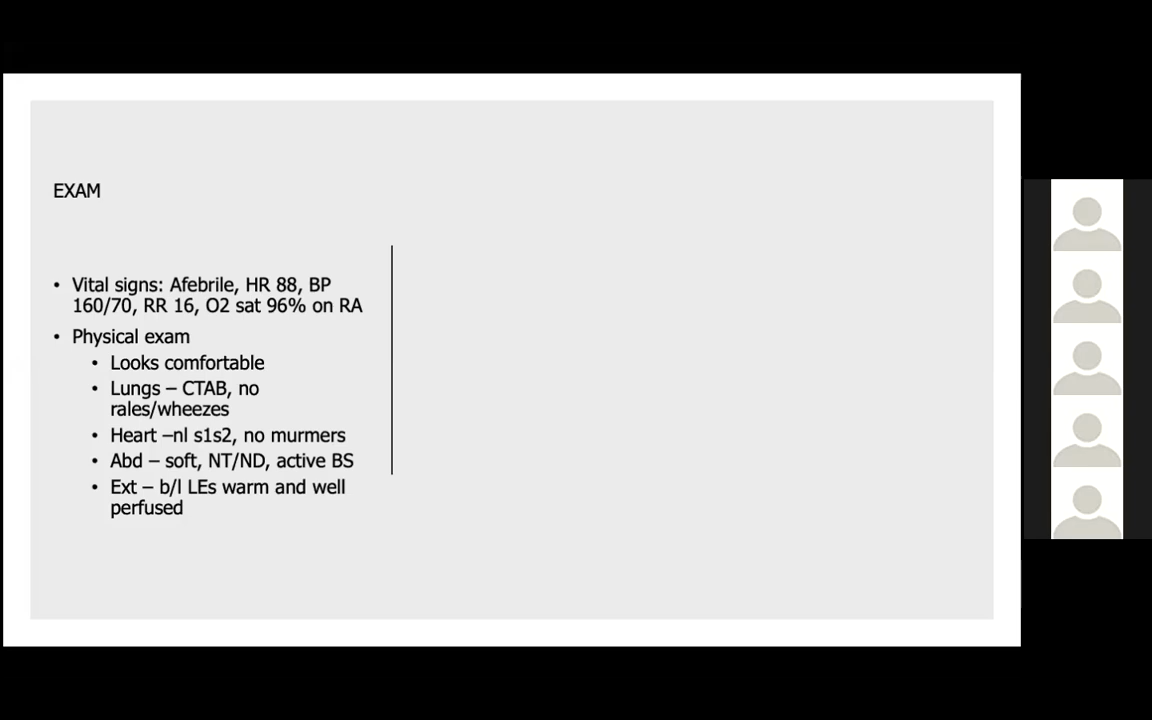 EXAM
• Vital signs: Afebrile, HR 88, BP
160/70, RR 16, O2 sat 96% on RA
• Physical exam
• Looks comfortable
• Lungs – CTAB, no
rales/wheezes
• Heart –nl s1s2, no murmers
• Abd – soft, NT/ND, active BS
• Ext – b/l LEs warm and well
perfused